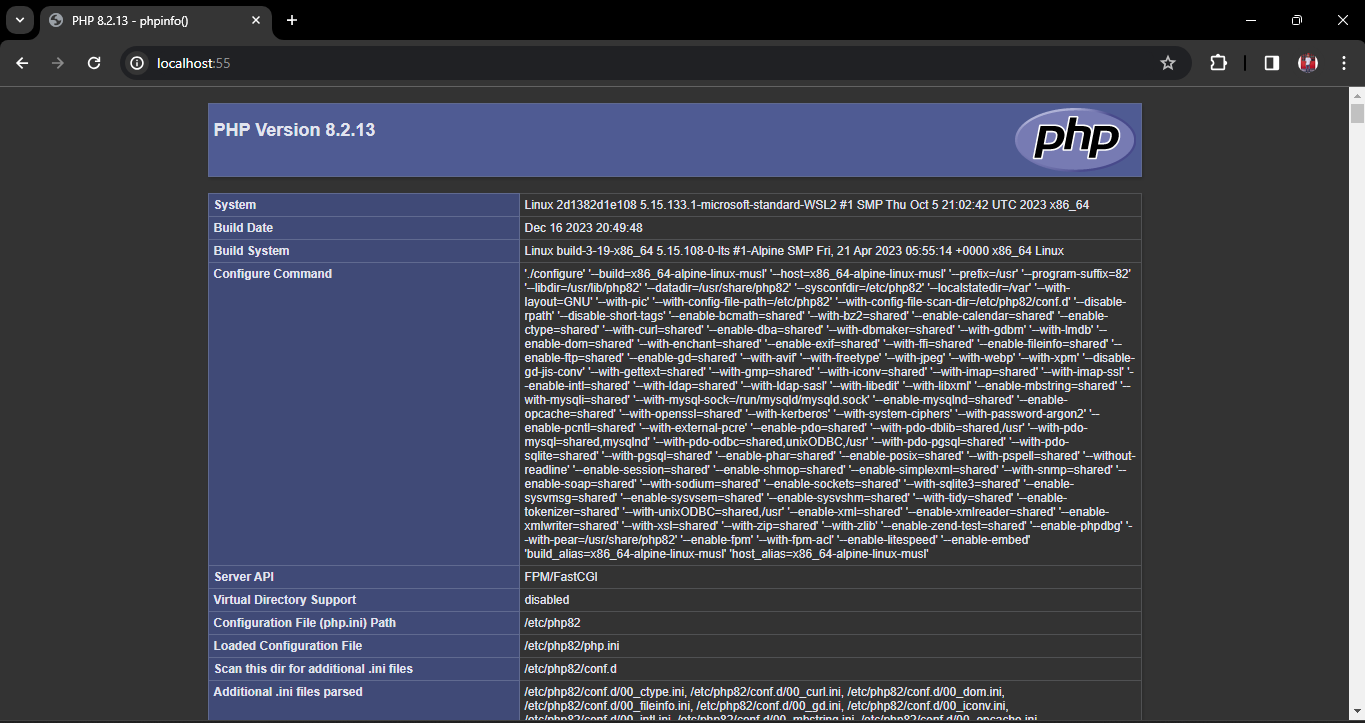 PHP 8.2.13 - phpinfo()
localhost:55
PHP Version 8.2.13
php
System Linux 2d1382d1e108 5.15.133.1-microsoft-standard-WSL2 #1 SMP Thu Oct 5 21:02:42 UTC 2023 x86_64
Build Date Dec 16 2023 20:49:48
Build System Linux build-3-19-x86_64 5.15.108-0-lts #1-Alpine SMP Fri, 21 Apr 2023 05:55:14 +0000 x86_64 Linux
Configure Command './configure' '--build=x86_64-alpine-linux-musl' '--host=x86_64-alpine-linux-musl' '--prefix=/usr' '--program-suffix=82'
'--libdir=/usr/lib/php82' '--datadir=/usr/share/php82' '--sysconfdir=/etc/php82' '--localstatedir=/var' '--with-
layout=GNU' '--with-pic' '--with-config-file-path=/etc/php82' '--with-config-file-scan-dir=/etc/php82/conf.d' '--disable-
rpath' '--disable-short-tags' '--enable-bcmath=shared' '--with-bz2=shared' '--enable-calendar=shared' '--enable-
ctype=shared' '--with-curl=shared' '--enable-dba=shared' '--with-dbmaker=shared' '--with-gdbm' '--with-lmdb' '--
enable-dom=shared' '--with-enchant=shared' '--enable-exif=shared' '--with-ffi=shared' '--enable-fileinfo=shared' '--
enable-ftp=shared' '--enable-gd=shared' '--with-avif' '--with-freetype' '--with-jpeg' '--with-webp' '--with-xpm' '--disable-
gd-jis-conv' '--with-gettext=shared' '--with-gmp=shared' '--with-iconv=shared' '--with-imap=shared' '--with-imap-ssl' '-
-enable-intl=shared' '--with-ldap=shared' '--with-ldap-sasl' '--with-libedit' '--with-libxml' '--enable-mbstring=shared' '--
with-mysqli=shared' '--with-mysql-sock=/run/mysqld/mysqld.sock' '--enable-mysqlnd=shared' '--enable-
opcache=shared' '--with-openssl=shared' '--with-kerberos' '--with-system-ciphers' '--with-password-argon2' '--
enable-pcntl=shared' '--with-external-pcre' '--enable-pdo=shared' '--with-pdo-dblib=shared,/usr' '--with-pdo-
mysql=shared,mysqlnd' '--with-pdo-odbc=shared,unixODBC,/usr' '--with-pdo-pgsql=shared' '--with-pdo-
sqlite=shared' '--with-pgsql=shared' '--enable-phar=shared' '--enable-posix=shared' '--with-pspell=shared' '--without-
readline' '--enable-session=shared' '--enable-shmop=shared' '--enable-simplexml=shared' '--with-snmp=shared' '--
enable-soap=shared' '--with-sodium=shared' '--enable-sockets=shared' '--with-sqlite3=shared' '--enable-
sysvmsg=shared' '--enable-sysvsem=shared' '--enable-sysvshm=shared' '--with-tidy=shared' '--enable-
tokenizer=shared' '--with-unixODBC=shared,/usr' '--enable-xml=shared' '--enable-xmlreader=shared' '--enable-
xmlwriter=shared' '--with-xsl=shared' '--with-zip=shared' '--with-zlib' '--enable-zend-test=shared' '--enable-phpdbg' '-
-with-pear=/usr/share/php82' '--enable-fpm' '--with-fpm-acl' '--enable-litespeed' '--enable-embed'
'build_alias=x86_64-alpine-linux-musl' 'host_alias=x86_64-alpine-linux-musl'
Server API FPM/FastCGI
Virtual Directory Support disabled
Configuration File (php.ini) Path /etc/php82
Loaded Configuration File /etc/php82/php.ini
Scan this dir for additional .ini files /etc/php82/conf.d
Additional .ini files parsed /etc/php82/conf.d/00_ctype.ini, /etc/php82/conf.d/00_curl.ini, /etc/php82/conf.d/00_dom.ini,
/etc/php82/conf.d/00_fileinfo.ini, /etc/php82/conf.d/00_gd.ini, /etc/php82/conf.d/00_iconv.ini,
/etc/php82/conf.d/00_intl.ini, /etc/php82/conf.d/00_mbstring.ini, /etc/php82/conf.d/00_opcache.ini,